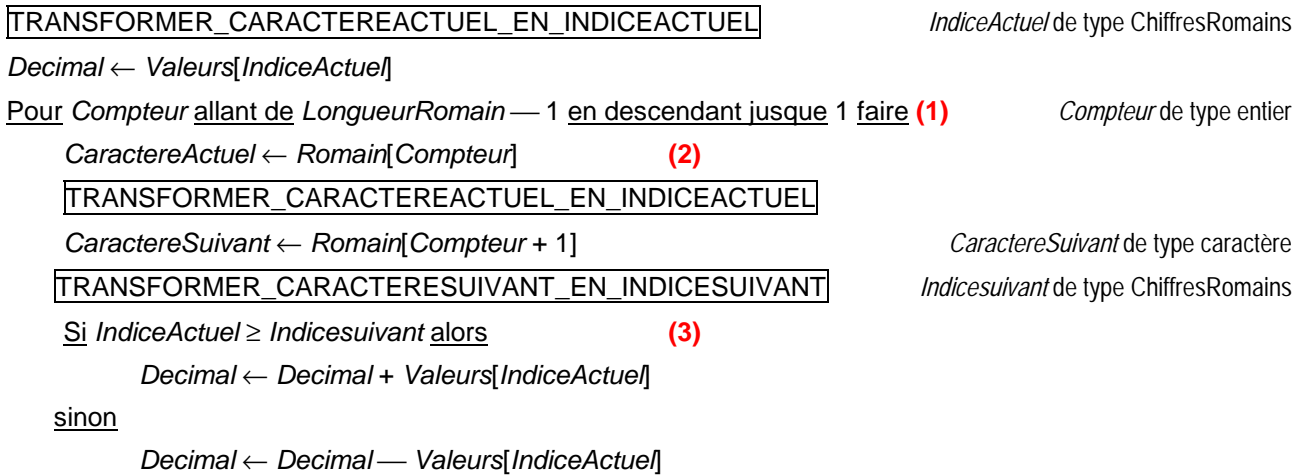 TRANSFORMER_CARACTEREACTUEL_EN_INDICEACTUEL IndiceActuel de type ChiffresRomains
Decimal ← Valeurs[IndiceActuel]
Pour Compteur allant de LongueurRomain — 1 en descendant jusque 1 faire (1) Compteur de type entier
CaractereActuel ← Romain[Compteur] (2)
TRANSFORMER_CARACTEREACTUEL_EN_INDICEACTUEL
CaractereSuivant ← Romain[Compteur + 1] CaractereSuivant de type caractère
TRANSFORMER_CARACTERESUIVANT_EN_INDICESUIVANT Indicesuivant de type ChiffresRomains
Si IndiceActuel ≥ Indicesuivant alors (3)
Decimal ← Decimal + Valeurs[IndiceActuel]
sinon
Decimal ← Decimal — Valeurs[IndiceActuel]